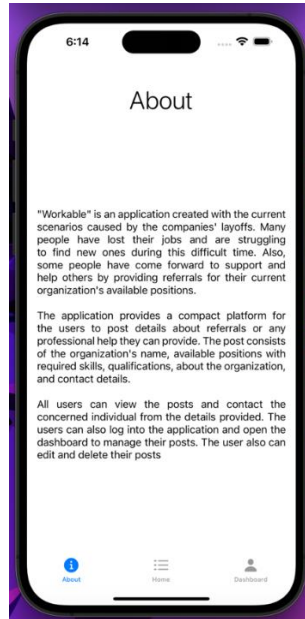 6:14
About
"Workable" is an application created with the current
scenarios caused by the companies' layoffs. Many
people have lost their jobs and are struggling
to find new ones during this difficult time. Also,
some people have come forward to support and
help others by providing referrals for their current
organization's available positions.
The application provides a compact platform for
the users to post details about referrals or any
professional help they can provide. The post consists
of the organization's name, available positions with
required skills, qualifications, about the organization,
and contact details.
All users can view the posts and contact the
concerned individual from the details provided. The
users can also log into the application and open the
dashboard to manage their posts. The user also can
edit and delete their posts
About Home Dashboard